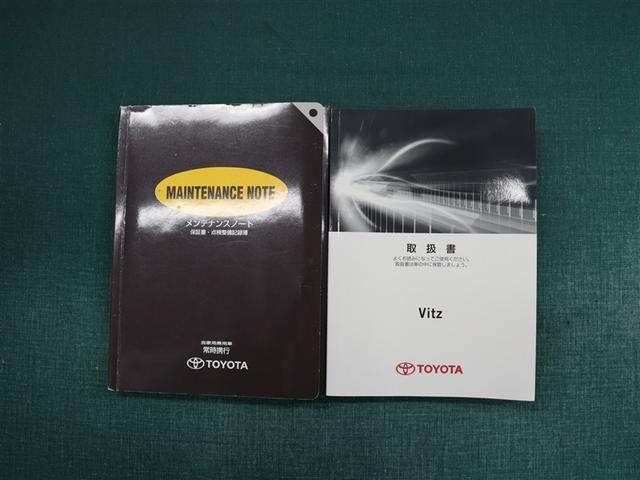 MAINTENANCE NOTE
メンテナンスノート
保証書・点検整備記録簿
自家用乗用車
常時携行
TOYOTA
取扱書
よくお読みになってご使用ください。
取扱書は車の中に保管しましょう。
Vitz
TOYOTA